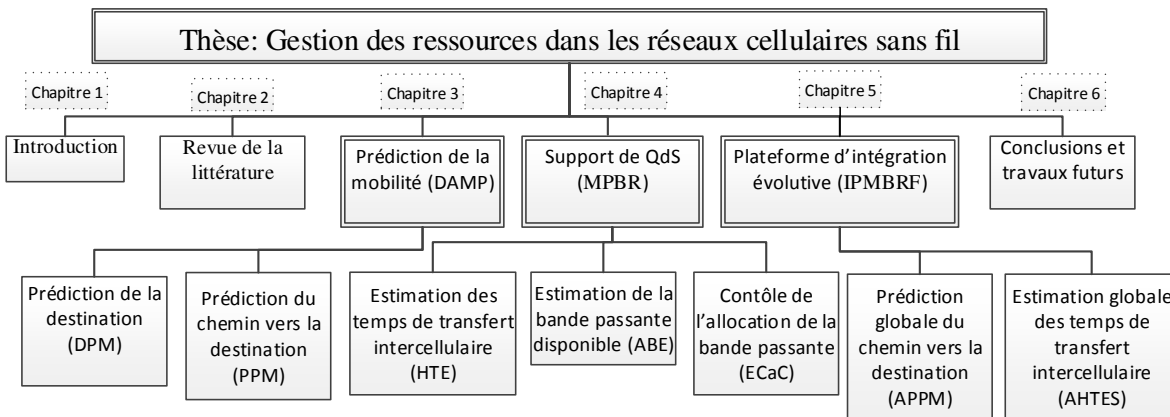 Thèse: Gestion des ressources dans les réseaux cellulaires sans fil
Chapitre 1
Chapitre 2
Chapitre 3
Chapitre 4
Chapitre 5
Chapitre 6
Introduction
Revue de la
littérature
Prédiction de la
mobilité (DAMP)
Support de QdS
(MPBR)
Plateforme d'intégration
évolutive (IPMBRF)
Conclusions et
travaux futurs
Prédiction de la
destination
(DPM)
Prédiction du
chemin vers la
destination
(PPM)
Estimation des
temps de transfert
intercellulaire
(HTE)
Estimation de la
bande passante
disponible (ABE)
Contôle de
l'allocation de la
bande passante
(ECaC)
Prédiction
globale du
chemin vers la
destination
(APPM)
Estimation globale
des temps de
transfert
intercellulaire
(AHTES)